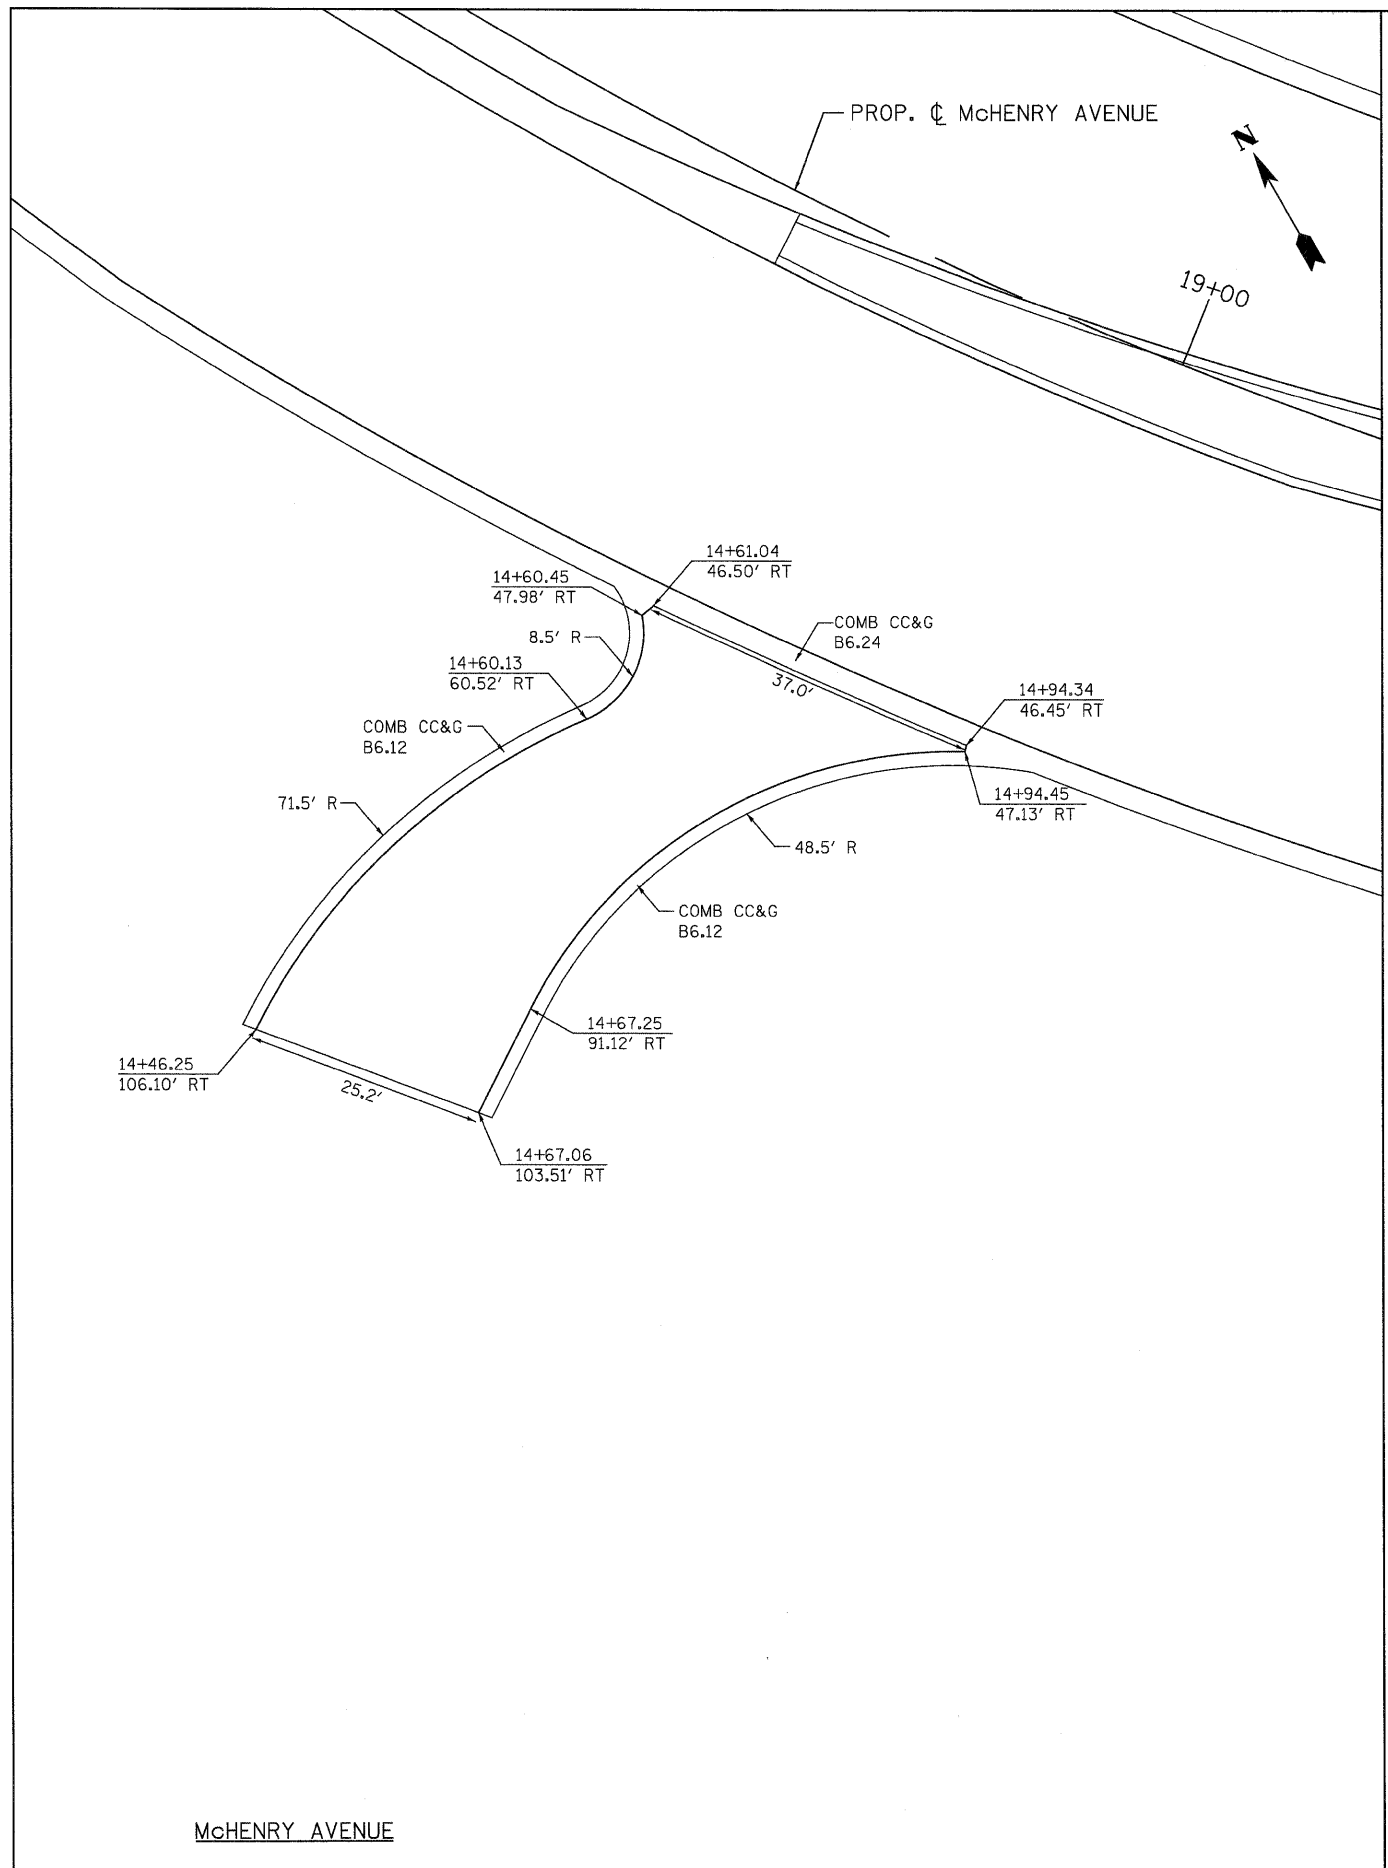 PROP. ℄ McHENRY AVENUE
N
19+00
14+61.04
46.50' RT
14+60.45
47.98' RT
8.5' R
14+60.13
60.52' RT
COMB CC&G
B6.24
37.0'
14+94.34
46.45' RT
COMB CC&G
B6.12
71.5' R
14+94.45
47.13' RT
48.5' R
COMB CC&G
B6.12
14+67.25
91.12' RT
14+46.25
106.10' RT
25.2'
14+67.06
103.51' RT
McHENRY AVENUE